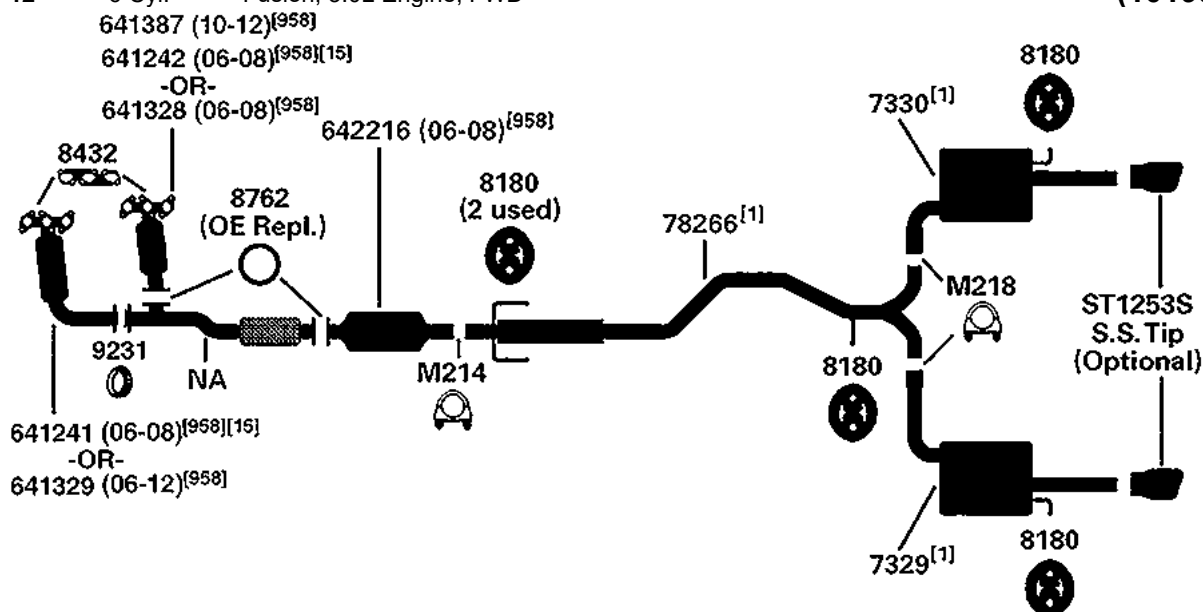 641387 (10-12)[958]
641242 (06-08)[958][15]
-OR-
641328 (06-08)[958]
8432
8762
(OE Repl.)
642216 (06-08)[958]
8180
(2 used)
78266[1]
7330[1]
8180
M218
ST1253S
S.S. Tip
(Optional)
9231
NA
M214
8180
641241 (06-08)[958][15]
-OR-
641329 (06-12)[958]
7329[1]
8180